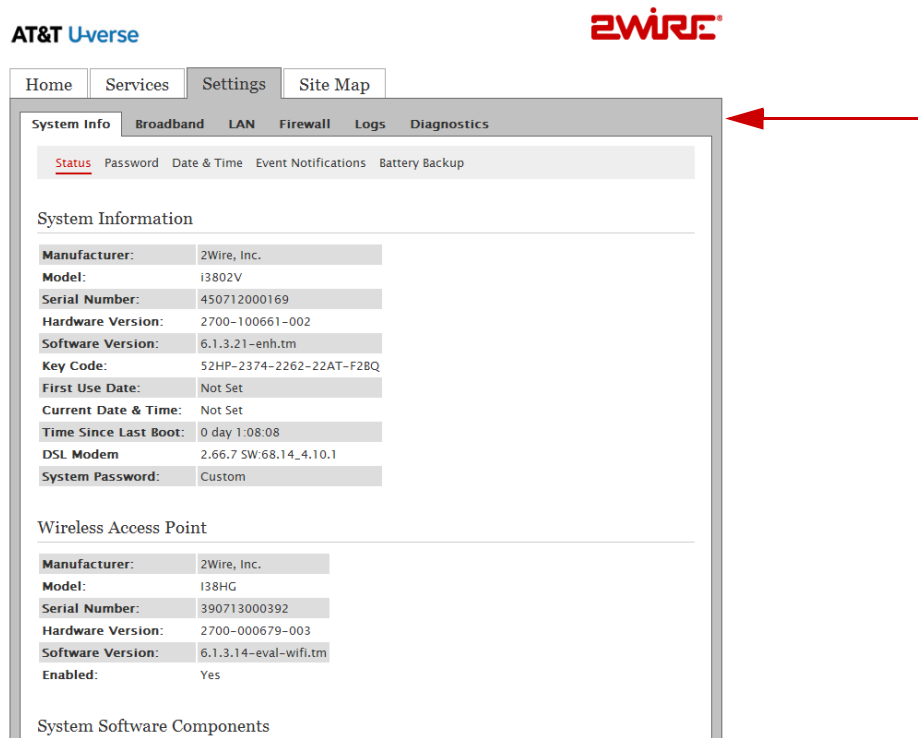 AT&T U-verse
2WIRE
Home Services Settings Site Map
System Info Broadband LAN Firewall Logs Diagnostics
Status Password Date & Time Event Notifications Battery Backup
System Information
Manufacturer: 2Wire, Inc.
Model: i3802V
Serial Number: 450712000169
Hardware Version: 2700-100661-002
Software Version: 6.1.3.21-enh.tm
Key Code: 52HP-2374-2262-22AT-F2BQ
First Use Date: Not Set
Current Date & Time: Not Set
Time Since Last Boot: 0 day 1:08:08
DSL Modem 2.66.7 SW:68.14_4.10.1
System Password: Custom
Wireless Access Point
Manufacturer: 2Wire, Inc.
Model: I38HG
Serial Number: 390713000392
Hardware Version: 2700-000679-003
Software Version: 6.1.3.14-eval-wifi.tm
Enabled: Yes
System Software Components